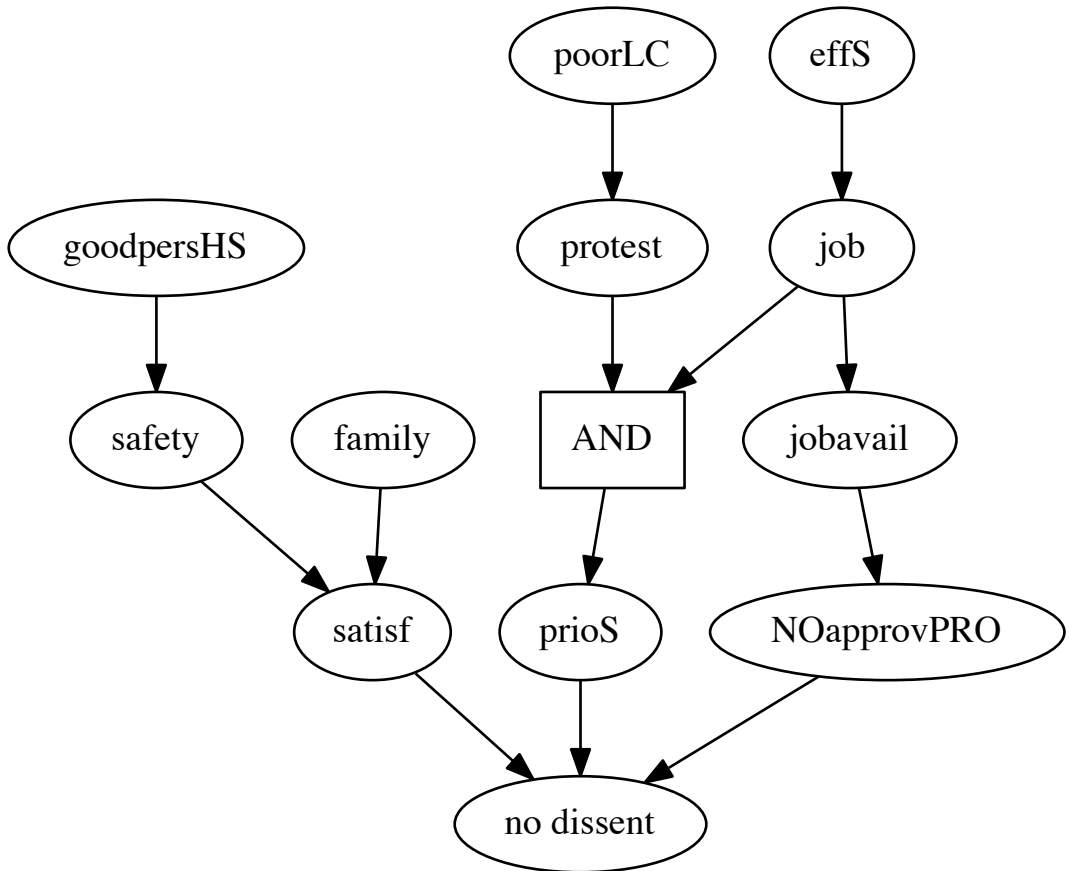 poorLC
effS
goodpersHS
protest
job
safety
family
AND
jobavail
satisf
prioS
NOapprovPRO
no dissent